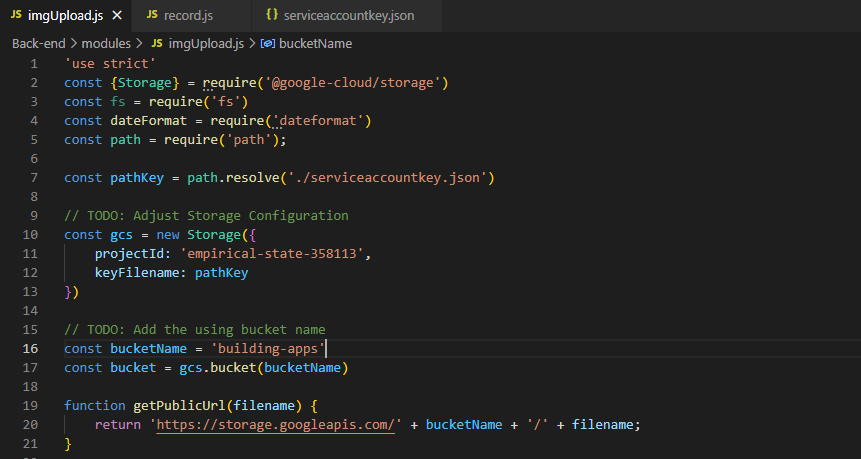 JS imgUpload.js × JS record.js {} serviceaccountkey.json
Back-end > modules > JS imgUpload.js > bucketName
1 'use strict'
2 const {Storage} = require('@google-cloud/storage')
3 const fs = require('fs')
4 const dateFormat = require('dateformat')
5 const path = require('path');
6
7 const pathKey = path.resolve('./serviceaccountkey.json')
8
9 // TODO: Adjust Storage Configuration
10 const gcs = new Storage({
11     projectId: 'empirical-state-358113',
12     keyFilename: pathKey
13 })
14
15 // TODO: Add the using bucket name
16 const bucketName = 'building-apps'
17 const bucket = gcs.bucket(bucketName)
18
19 function getPublicUrl(filename) {
20     return 'https://storage.googleapis.com/' + bucketName + '/' + filename;
21 }